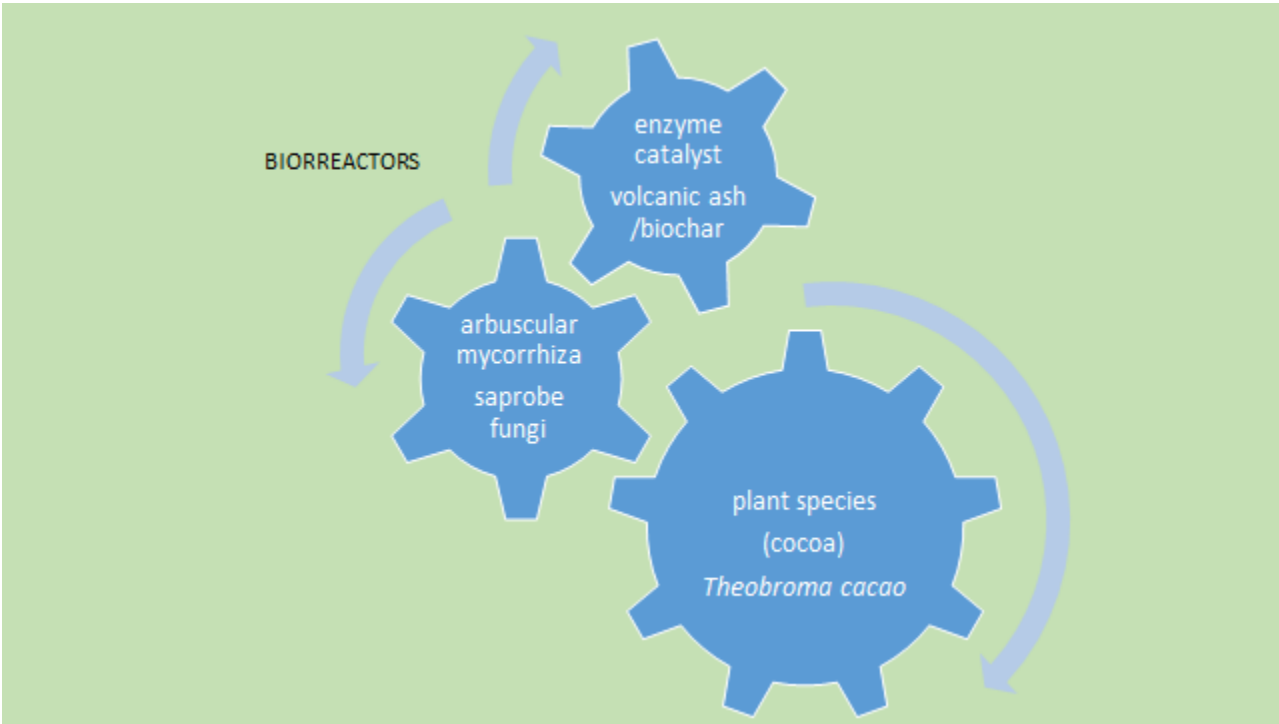 enzyme
catalyst
volcanic ash
/biochar
BIORREACTORS
arbuscular
mycorrhiza
saprobe
fungi
plant species
(cocoa)
Theobroma cacao